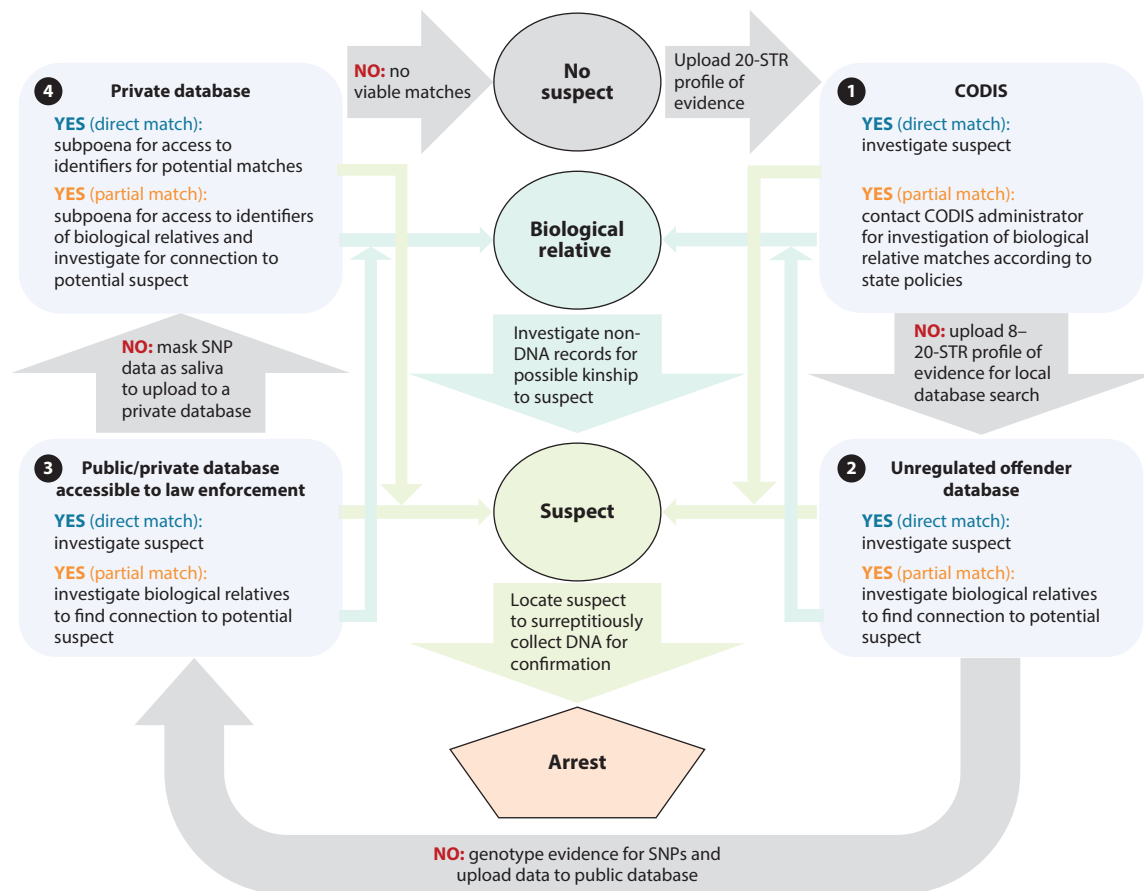 NO: no
viable matches
No
suspect
Upload 20-STR
profile of
evidence
4 Private database
YES (direct match):
subpoena for access to
identifiers for potential matches
YES (partial match):
subpoena for access to identifiers
of biological relatives and
investigate for connection to
potential suspect
1 CODIS
YES (direct match):
investigate suspect
YES (partial match):
contact CODIS administrator
for investigation of biological
relative matches according to
state policies
Biological
relative
Investigate non-
DNA records for
possible kinship
to suspect
NO: mask SNP
data as saliva
to upload to a
private database
NO: upload 8–
20-STR profile of
evidence for local
database search
3 Public/private database
accessible to law enforcement
YES (direct match):
investigate suspect
YES (partial match):
investigate biological relatives
to find connection to potential
suspect
Suspect
2 Unregulated offender
database
YES (direct match):
investigate suspect
YES (partial match):
investigate biological relatives
to find connection to potential
suspect
Locate suspect
to surreptitiously
collect DNA for
confirmation
Arrest
NO: genotype evidence for SNPs and
upload data to public database